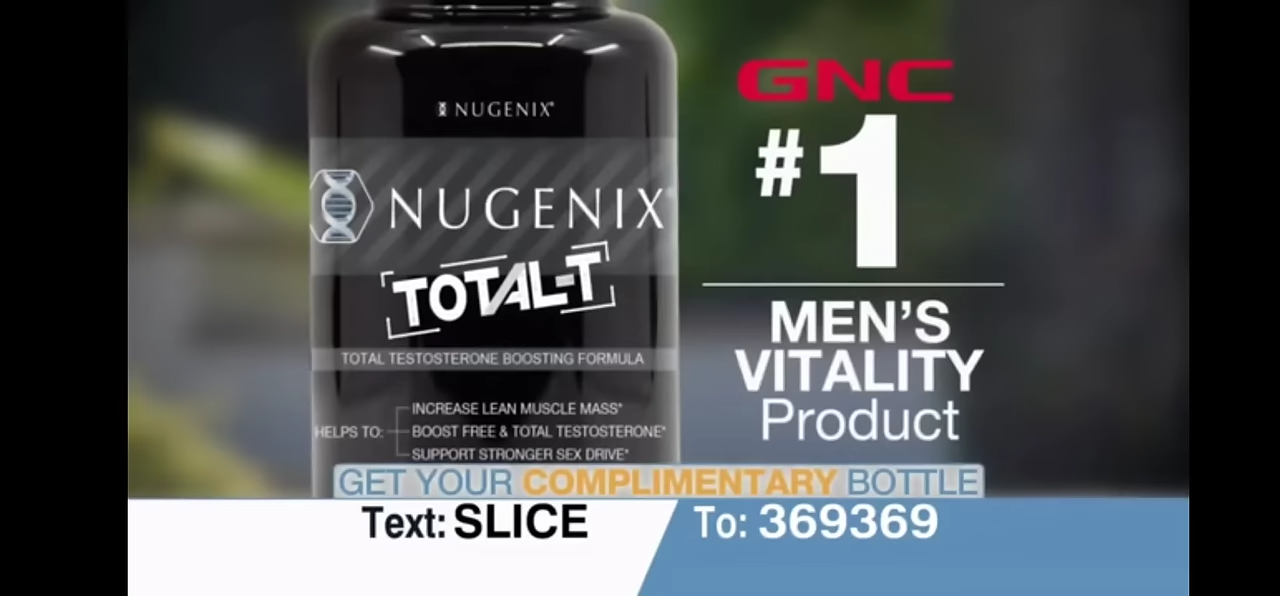 NUGENIX®
NUGENIX®
TOTAL-T
TOTAL TESTOSTERONE BOOSTING FORMULA
HELPS TO:
INCREASE LEAN MUSCLE MASS*
BOOST FREE & TOTAL TESTOSTERONE*
SUPPORT STRONGER SEX DRIVE*
GNC
#1
MEN'S
VITALITY
Product
GET YOUR COMPLIMENTARY BOTTLE
Text: SLICE To: 369369